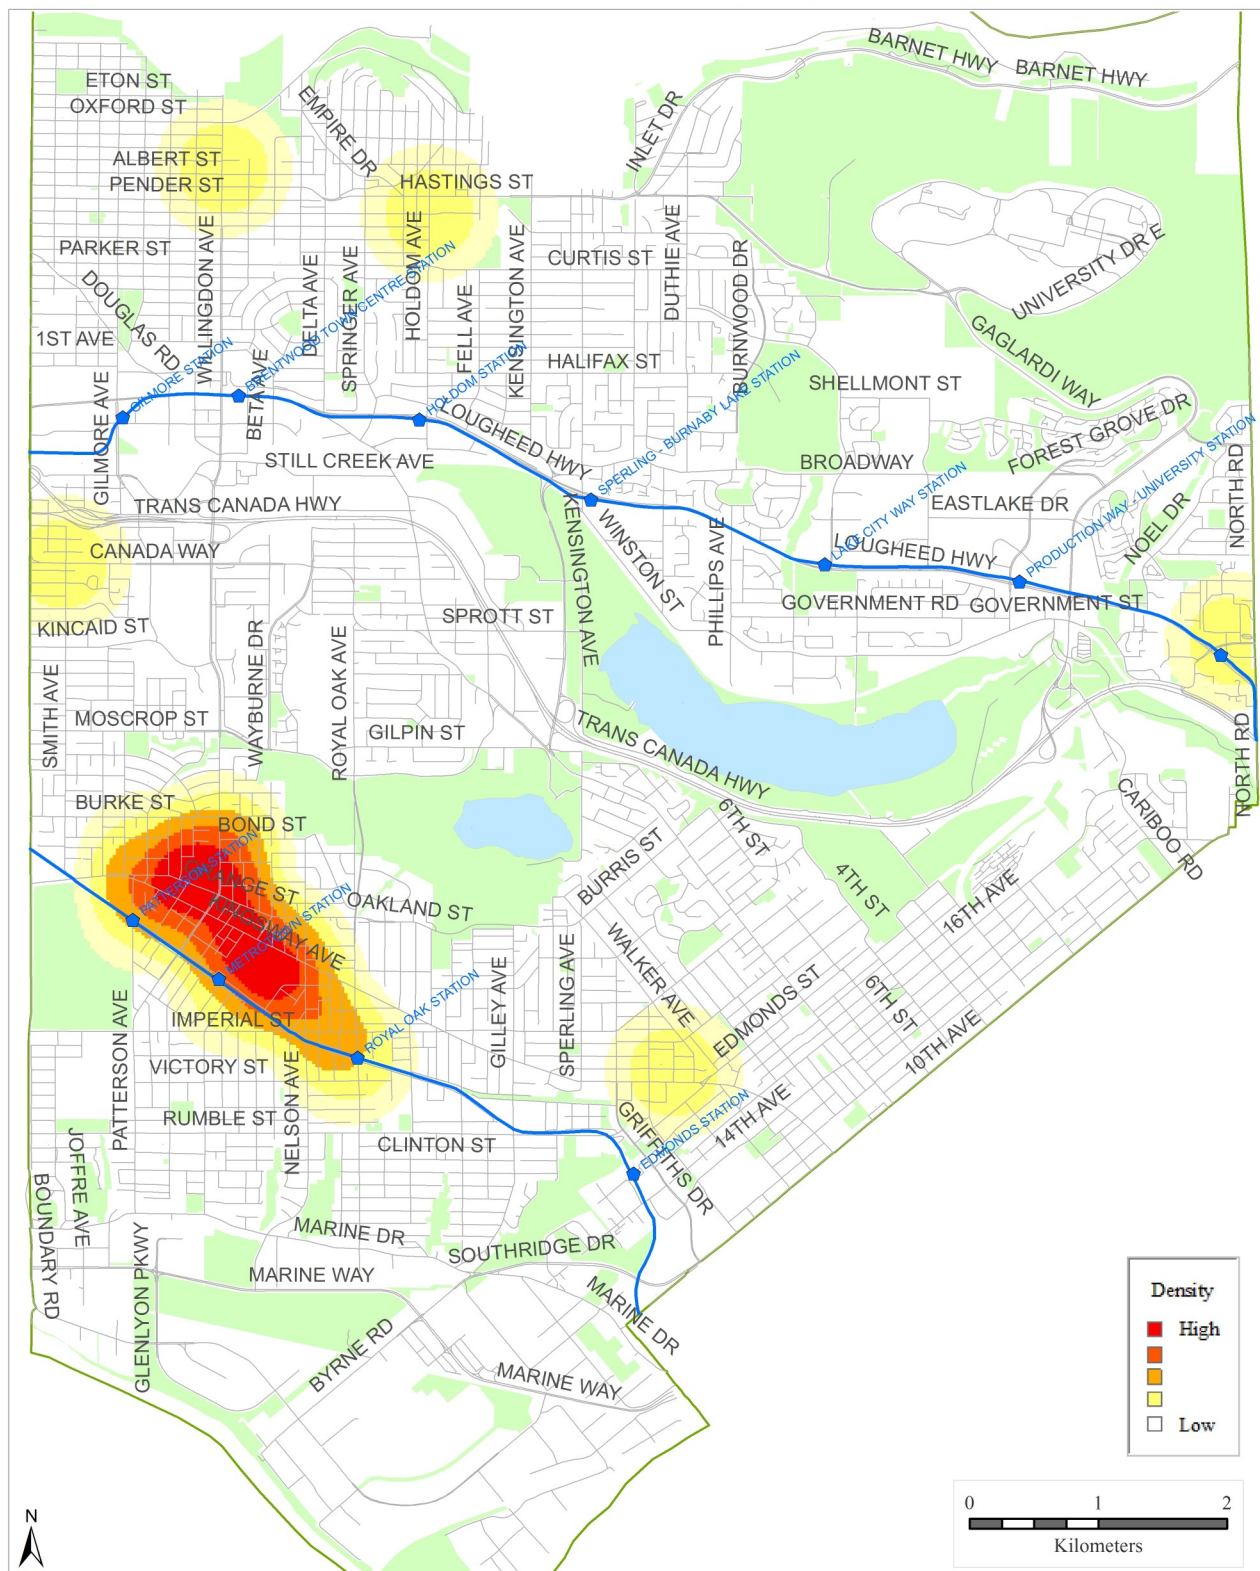 BARNET HWY
BARNET HWY
ETON ST
OXFORD ST
EMPIRE DR
INLET DR
ALBERT ST
PENDER ST
HASTINGS ST
PARKER ST
WILLINGDON AVE
DELTA AVE
SPRINGER AVE
HOLDOM AVE
KENSINGTON AVE
CURTIS ST
DUTHIE AVE
BURNWOOD DR
UNIVERSITY DR E
DOUGLAS RD
BRENTWOOD TOWN CENTRE STATION
FELL AVE
GAGLARDI WAY
1ST AVE
GILMORE STATION
BETA AVE
HOLDOM STATION
HALIFAX ST
SHELLMONT ST
GILMORE AVE
LOUGHEED HWY
SPERLING - BURNABY LAKE STATION
FOREST GROVE DR
STILL CREEK AVE
BROADWAY
NORTH RD
TRANS CANADA HWY
EASTLAKE DR
LAKE CITY WAY STATION
PRODUCTION WAY - UNIVERSITY STATION
NOEL DR
CANADA WAY
KENSINGTON AVE
WINSTON ST
PHILLIPS AVE
LOUGHEED HWY
GOVERNMENT RD
GOVERNMENT ST
SPROTT ST
KINCAID ST
SMITH AVE
WAYBURNE DR
ROYAL OAK AVE
MOSCROP ST
GILPIN ST
TRANS CANADA HWY
NORTH RD
BURKE ST
BOND ST
6TH ST
CARIBOO RD
PATTERSON STATION
BURRIS ST
4TH ST
16TH AVE
KINGSWAY AVE
METROTOWN STATION
OAKLAND ST
WALKER AVE
EDMONDS ST
6TH ST
10TH AVE
GILLEY AVE
SPERLING AVE
IMPERIAL ST
ROYAL OAK STATION
PATTERSON AVE
VICTORY ST
NELSON AVE
RUMBLE ST
GRIFFITHS DR
14TH AVE
EDMONDS STATION
CLINTON ST
JOFFRE AVE
BOUNDARY RD
MARINE DR
SOUTHRIDGE DR
MARINE WAY
GLENLYON PKWY
MARINE DR
BYRNE RD
MARINE WAY
Density
High
Low
0 1 2
Kilometers
N